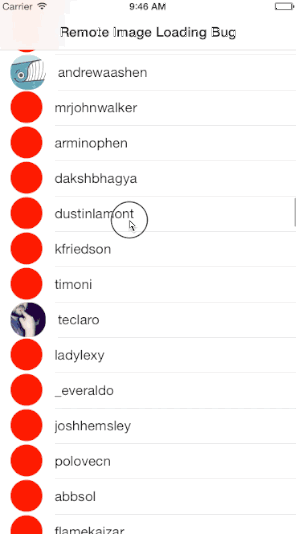 Carrier 9:46 AM
Remote Image Loading Bug
andrewaashen
mrjohnwalker
arminophen
dakshbhagya
dustinlamont
kfriedson
timoni
teclaro
ladylexy
_everaldo
joshhemsley
polovecn
abbsol
flamekaizar